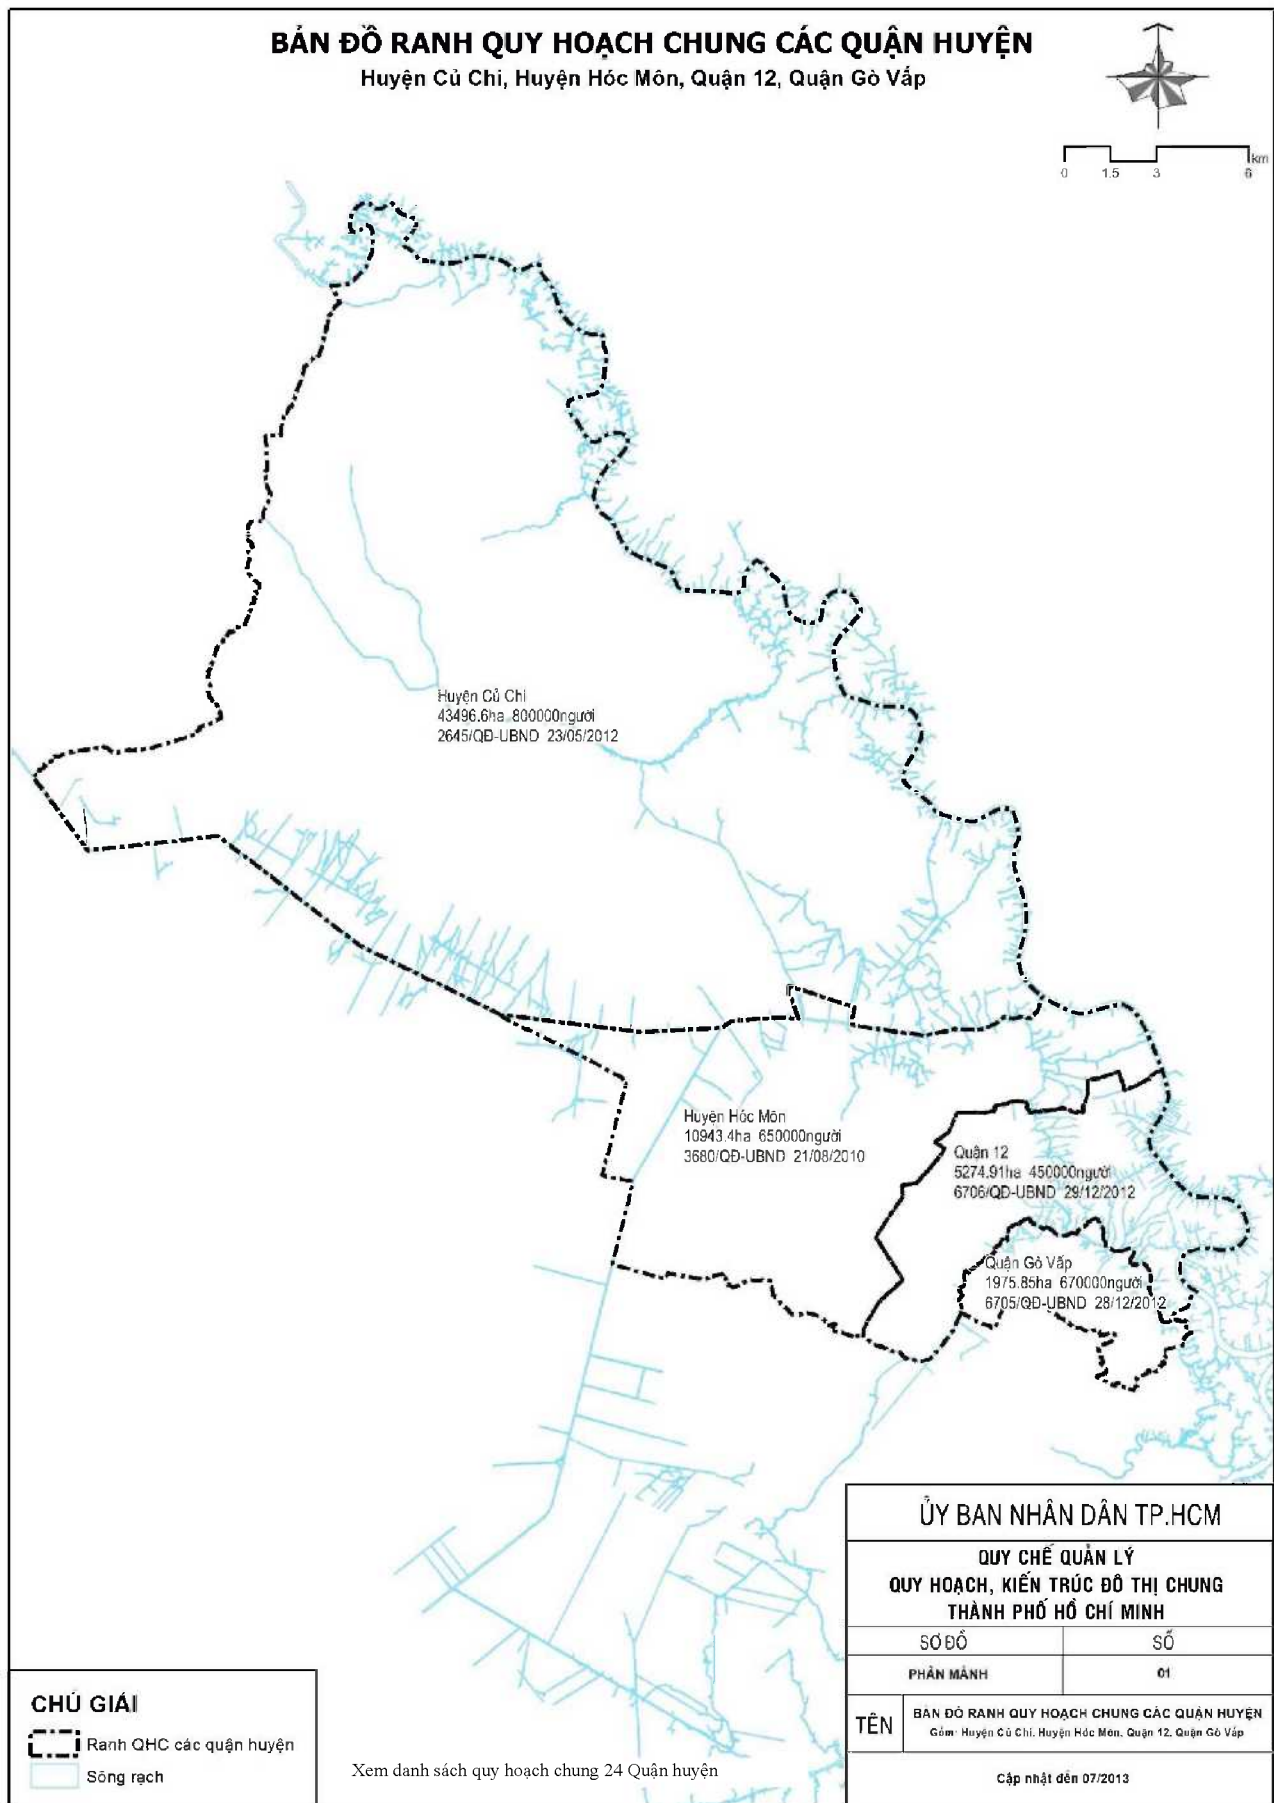 BẢN ĐỒ RANH QUY HOẠCH CHUNG CÁC QUẬN HUYỆN
Huyện Củ Chi, Huyện Hóc Môn, Quận 12, Quận Gò Vấp
km
0 1.5 3 6
Huyện Củ Chi
43496.6ha 800000người
2645/QĐ-UBND 23/05/2012
Huyện Hóc Môn
10943.4ha 650000người
3680/QĐ-UBND 21/08/2010
Quận 12
5274.91ha 450000người
6706/QĐ-UBND 29/12/2012
Quận Gò Vấp
1975.85ha 670000người
6705/QĐ-UBND 28/12/2012
ỦY BAN NHÂN DÂN TP.HCM
QUY CHẾ QUẢN LÝ
QUY HOẠCH, KIẾN TRÚC ĐÔ THỊ CHUNG
THÀNH PHỐ HỒ CHÍ MINH
SƠ ĐỒ SỐ
PHÂN MẢNH 01
TÊN
BẢN ĐỒ RANH QUY HOẠCH CHUNG CÁC QUẬN HUYỆN
Gồm: Huyện Củ Chi, Huyện Hóc Môn, Quận 12, Quận Gò Vấp
Cập nhật đến 07/2013
CHÚ GIẢI
Ranh QHC các quận huyện
Sông rạch
Xem danh sách quy hoạch chung 24 Quận huyện